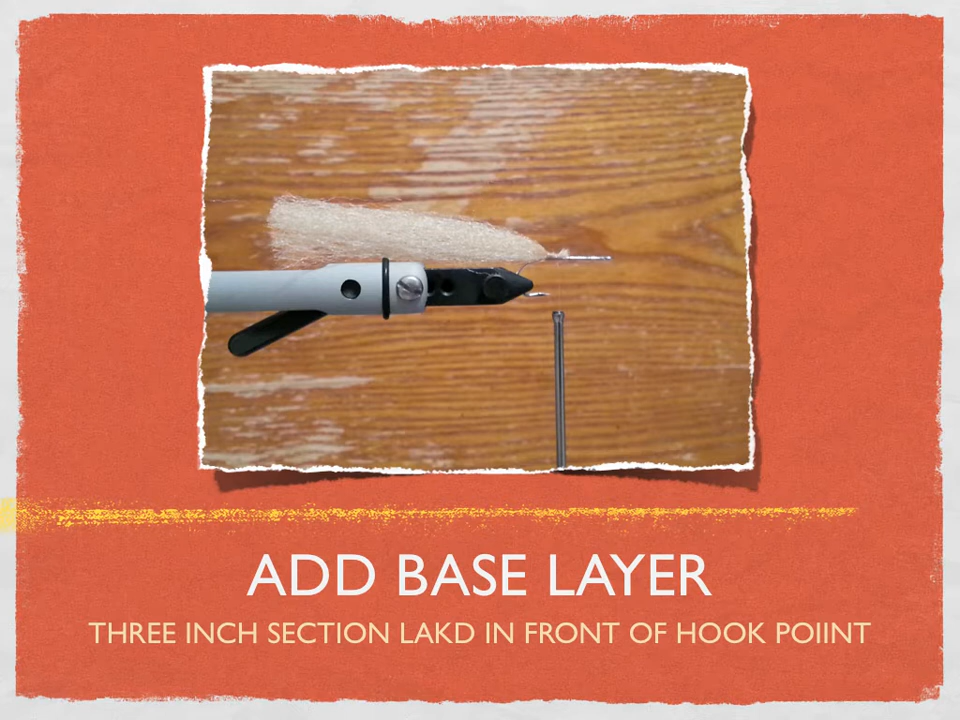 ADD BASE LAYER
THREE INCH SECTION LAKD IN FRONT OF HOOK POIINT